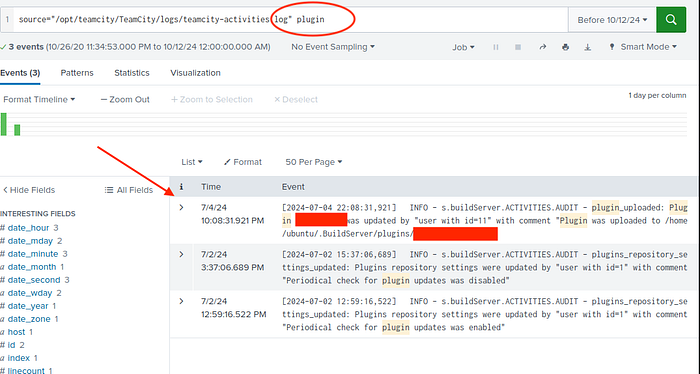 1 source="/opt/teamcity/TeamCity/logs/teamcity-activities.log" plugin
Before 10/12/24
3 events (10/26/20 11:34:53.000 PM to 10/12/24 12:00:00.000 AM)
No Event Sampling
Job
Smart Mode
Events (3) Patterns Statistics Visualization
Format Timeline — Zoom Out + Zoom to Selection × Deselect
1 day per column
List Format 50 Per Page
< Hide Fields All Fields
i Time Event
INTERESTING FIELDS
# date_hour 3
# date_mday 2
# date_minute 3
a date_month 1
# date_second 3
a date_wday 2
# date_year 1
a date_zone 1
a host 1
# id 2
a index 1
# linecount 1
> 7/4/24
10:08:31.921 PM
[2024-07-04 22:08:31,921] INFO - s.buildServer.ACTIVITIES.AUDIT - plugin_uploaded: Plug
in was updated by "user with id=11" with comment "Plugin was uploaded to /home
/ubuntu/.BuildServer/plugins/
> 7/2/24
3:37:06.689 PM
[2024-07-02 15:37:06,689] INFO - s.buildServer.ACTIVITIES.AUDIT - plugins_repository_se
ttings_updated: Plugins repository settings were updated by "user with id=1" with comment
"Periodical check for plugin updates was disabled"
> 7/2/24
12:59:16.522 PM
[2024-07-02 12:59:16,522] INFO - s.buildServer.ACTIVITIES.AUDIT - plugins_repository_se
ttings_updated: Plugins repository settings were updated by "user with id=1" with comment
"Periodical check for plugin updates was enabled"